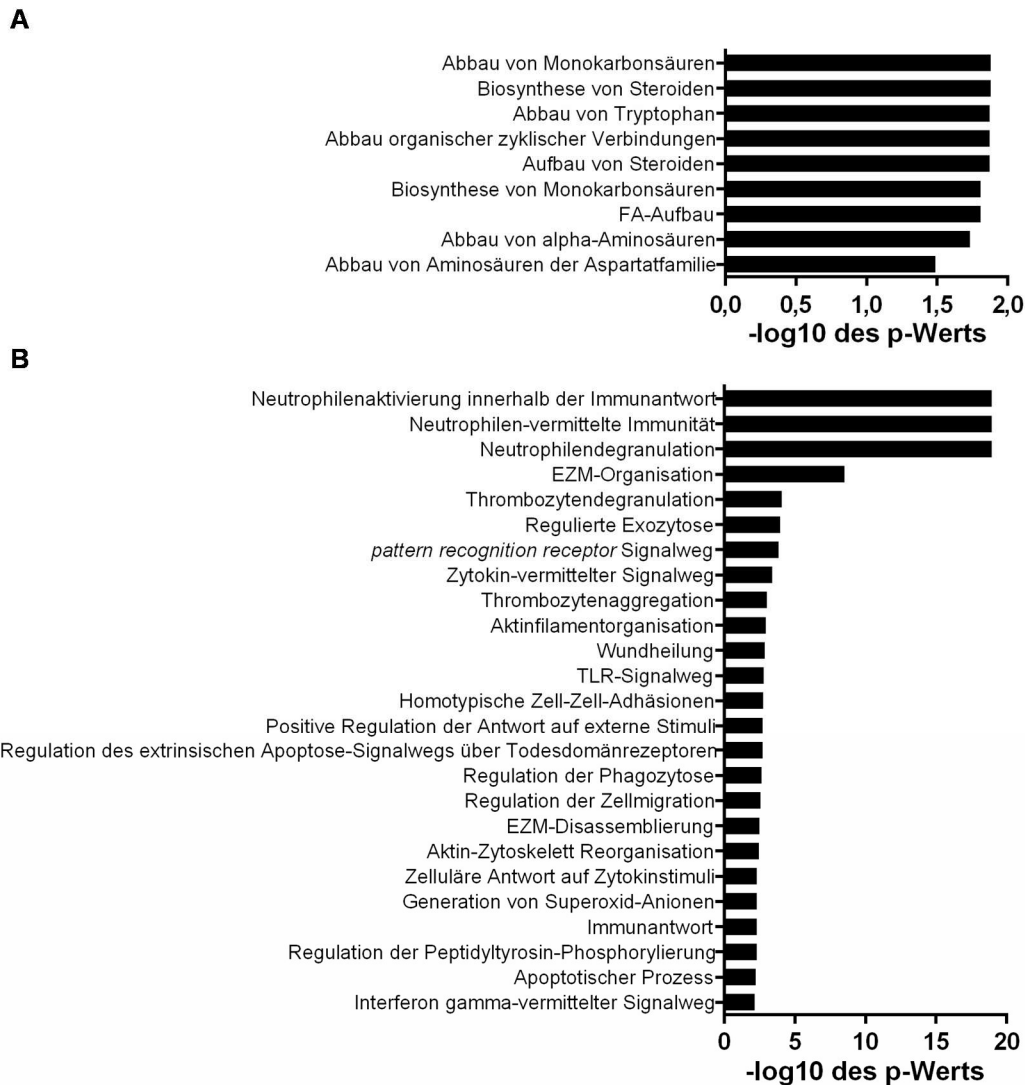 A
Abbau von Monokarbonsäuren
Biosynthese von Steroiden
Abbau von Tryptophan
Abbau organischer zyklischer Verbindungen
Aufbau von Steroiden
Biosynthese von Monokarbonsäuren
FA-Aufbau
Abbau von alpha-Aminosäuren
Abbau von Aminosäuren der Aspartatfamilie
0,0 0,5 1,0 1,5 2,0
-log10 des p-Werts
B
Neutrophilenaktivierung innerhalb der Immunantwort
Neutrophilen-vermittelte Immunität
Neutrophilendegranulation
EZM-Organisation
Thrombozytendegranulation
Regulierte Exozytose
pattern recognition receptor Signalweg
Zytokin-vermittelter Signalweg
Thrombozytenaggregation
Aktinfilamentorganisation
Wundheilung
TLR-Signalweg
Homotypische Zell-Zell-Adhäsionen
Positive Regulation der Antwort auf externe Stimuli
Regulation des extrinsischen Apoptose-Signalwegs über Todesdomänrezeptoren
Regulation der Phagozytose
Regulation der Zellmigration
EZM-Disassemblierung
Aktin-Zytoskelett Reorganisation
Zelluläre Antwort auf Zytokinstimuli
Generation von Superoxid-Anionen
Immunantwort
Regulation der Peptidyltyrosin-Phosphorylierung
Apoptotischer Prozess
Interferon gamma-vermittelter Signalweg
0 5 10 15 20
-log10 des p-Werts